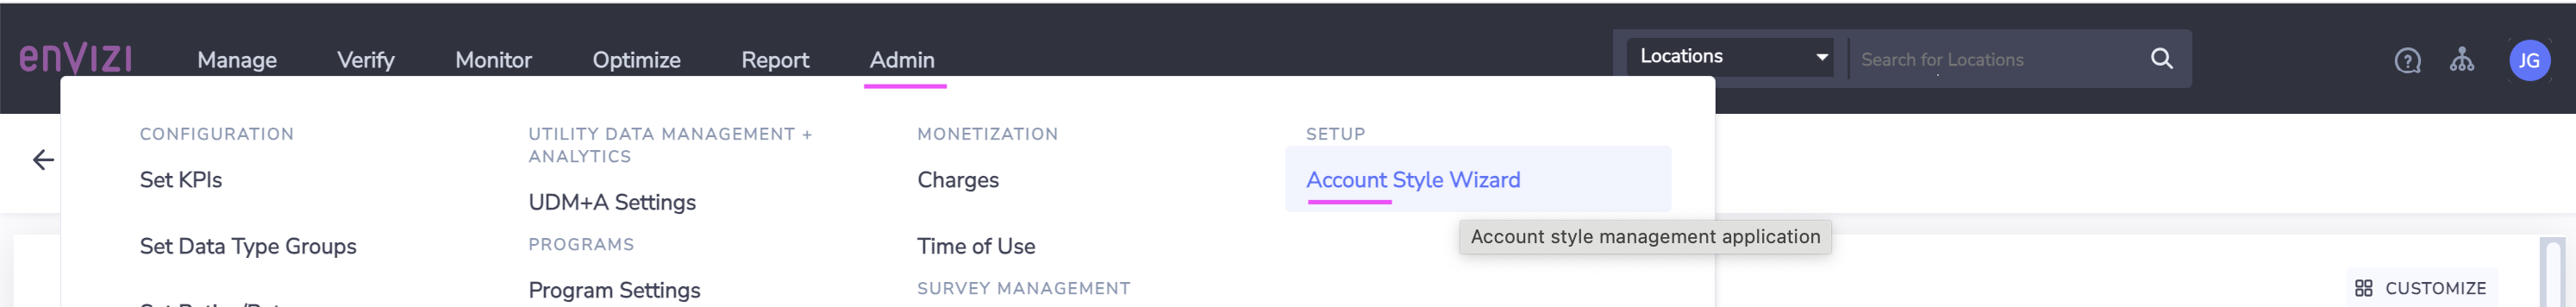 enVizi
Manage Verify Monitor Optimize Report Admin
Locations
Search for Locations
JG
CONFIGURATION
Set KPIs
Set Data Type Groups
UTILITY DATA MANAGEMENT +
ANALYTICS
UDM+A Settings
PROGRAMS
Program Settings
MONETIZATION
Charges
Time of Use
SURVEY MANAGEMENT
SETUP
Account Style Wizard
Account style management application
CUSTOMIZE